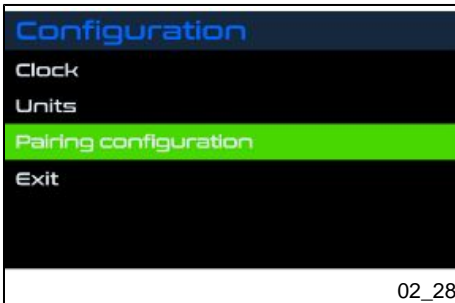 Configuration
Clock
Units
Pairing configuration
Exit
02_28